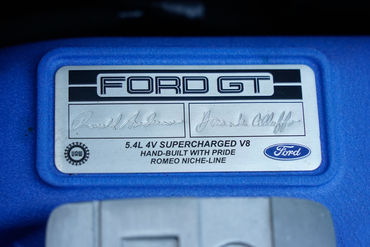 FORD GT
5.4L 4V SUPERCHARGED V8
HAND-BUILT WITH PRIDE
ROMEO NICHE-LINE
Ford